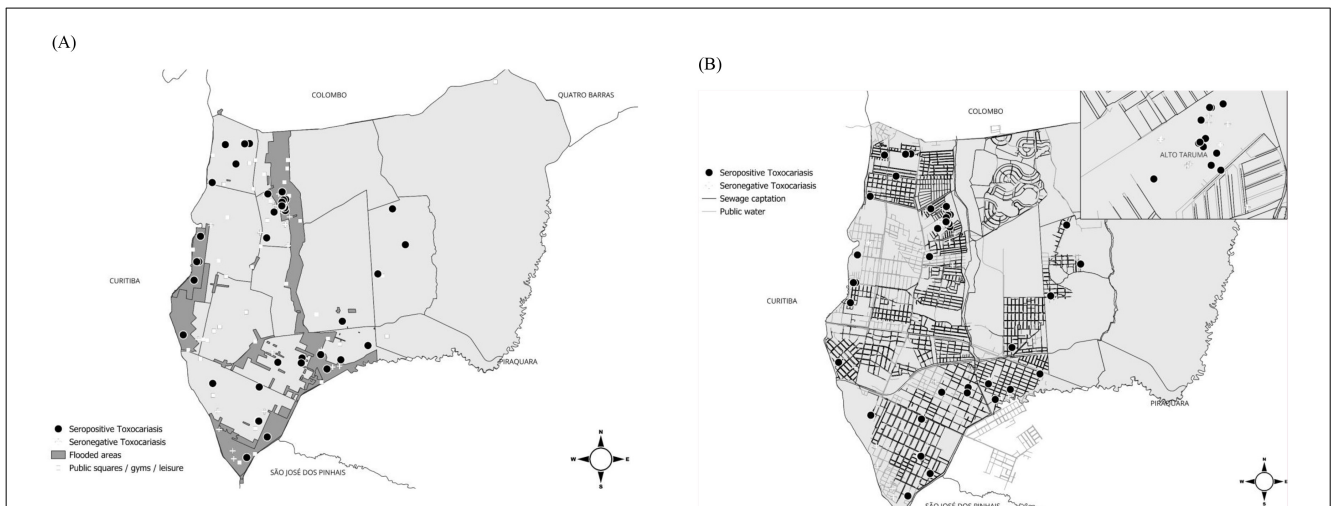 (A)
COLOMBO
QUATRO BARRAS
CURITIBA
PIRAQUARA
Seropositive Toxocariasis
Seronegative Toxocariasis
Flooded areas
Public squares / gyms / leisure
SÃO JOSÉ DOS PINHAIS
N
W
E
S
(B)
COLOMBO
ALTO TARUMA
Seropositive Toxocariasis
Seronegative Toxocariasis
Sewage captation
Public water
CURITIBA
PIRAQUARA
SÃO JOSÉ DOS PINHAIS
N
W
E
S